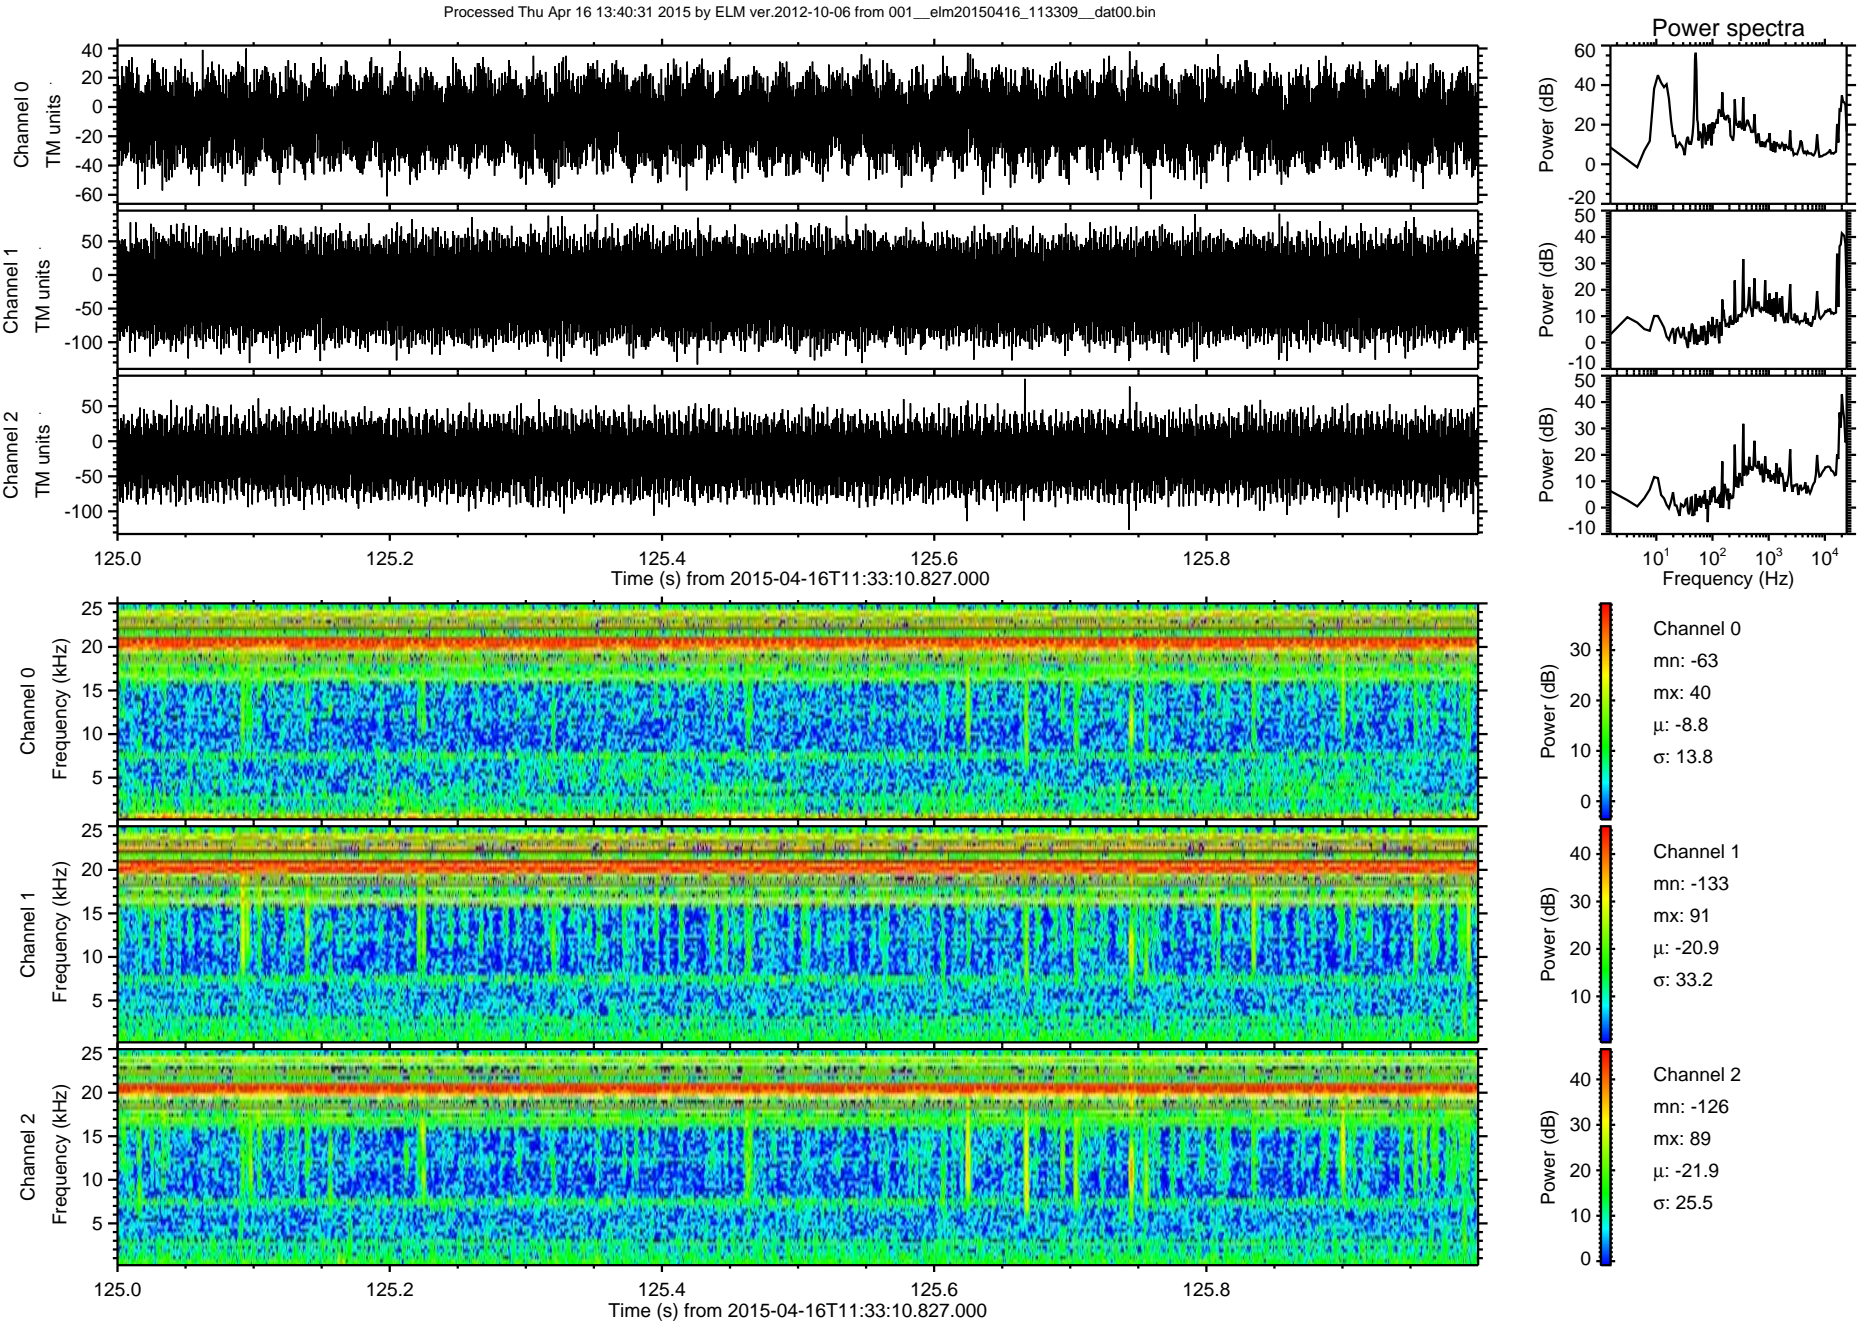 Processed Thu Apr 16 13:40:31 2015 by ELM ver.2012-10-06 from 001__elm20150416_113309__dat00.bin
Power spectra
Channel 0
TM units
40
20
0
-20
-40
-60
Power (dB)
60
40
20
0
-20
Channel 1
TM units
50
0
-50
-100
Power (dB)
50
40
30
20
10
0
-10
Channel 2
TM units
50
0
-50
-100
Power (dB)
50
40
30
20
10
0
-10
125.0 125.2 125.4 125.6 125.8
Time (s) from 2015-04-16T11:33:10.827.000
10^1 10^2 10^3 10^4
Frequency (Hz)
Channel 0
Frequency (kHz)
25
20
15
10
5
Power (dB)
30
20
10
0
Channel 0
mn: -63
mx: 40
μ: -8.8
σ: 13.8
Channel 1
Frequency (kHz)
25
20
15
10
5
Power (dB)
40
30
20
10
Channel 1
mn: -133
mx: 91
μ: -20.9
σ: 33.2
Channel 2
Frequency (kHz)
25
20
15
10
5
Power (dB)
40
30
20
10
0
Channel 2
mn: -126
mx: 89
μ: -21.9
σ: 25.5
125.0 125.2 125.4 125.6 125.8
Time (s) from 2015-04-16T11:33:10.827.000